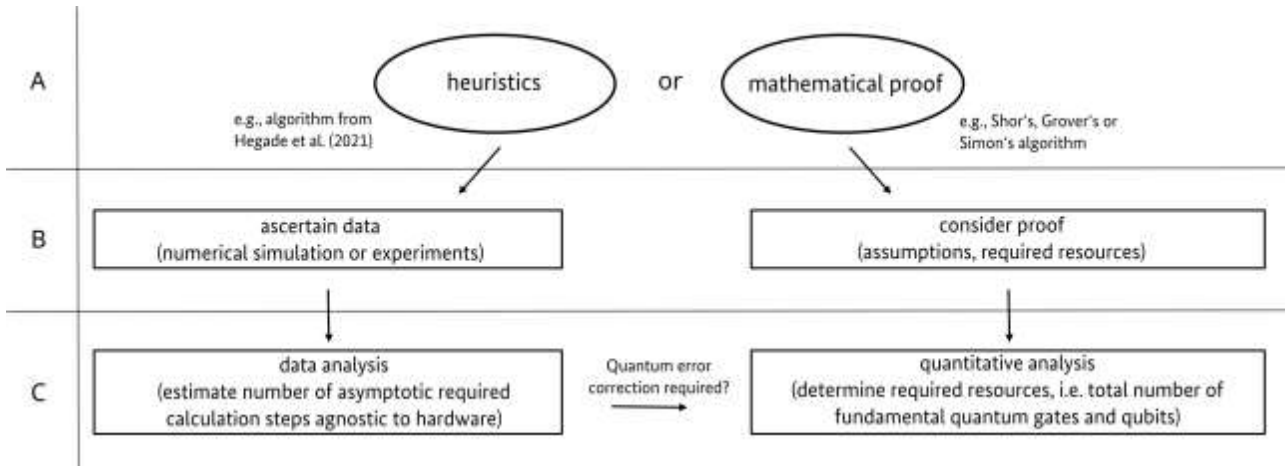 A
heuristics
or
mathematical proof
e.g., algorithm from
Hegade et al. (2021)
e.g., Shor's, Grover's or
Simon's algorithm
B
ascertain data
(numerical simulation or experiments)
consider proof
(assumptions, required resources)
C
data analysis
(estimate number of asymptotic required
calculation steps agnostic to hardware)
Quantum error
correction required?
quantitative analysis
(determine required resources, i.e. total number of
fundamental quantum gates and qubits)